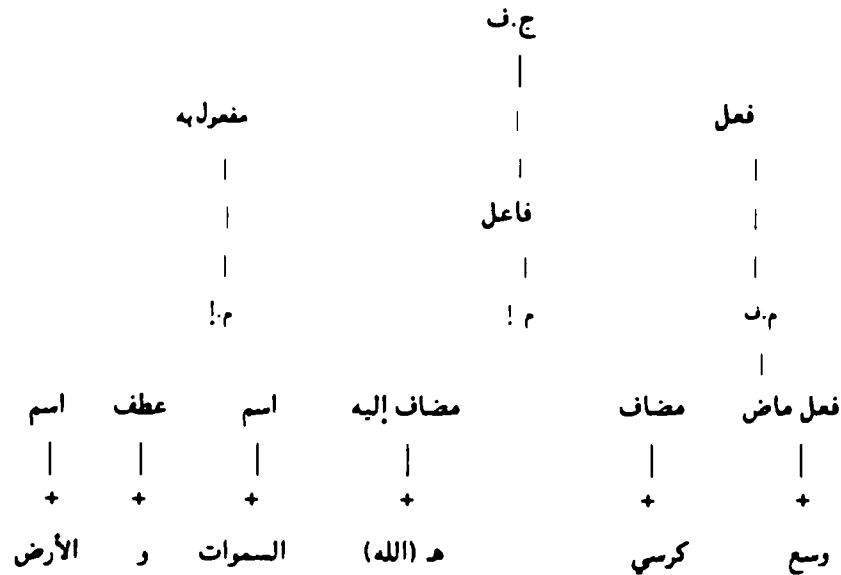 ج.ف
فعل مفعول به
فاعل
م.ف م ! م.!
فعل ماض مضاف مضاف إليه اسم عطف اسم
+ + + + + +
وسع كرسي هـ (الله) السموات و الأرض